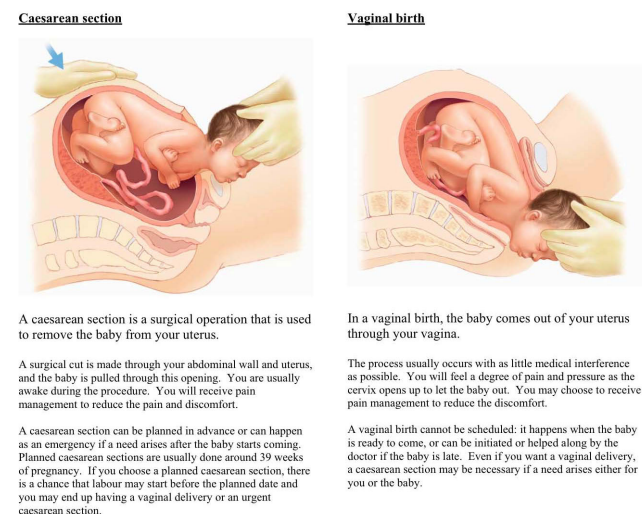 Caesarean section
A caesarean section is a surgical operation that is used
to remove the baby from your uterus.
A surgical cut is made through your abdominal wall and uterus,
and the baby is pulled through this opening.  You are usually
awake during the procedure.  You will receive pain
management to reduce the pain and discomfort.
A caesarean section can be planned in advance or can happen
as an emergency if a need arises after the baby starts coming.
Planned caesarean sections are usually done around 39 weeks
of pregnancy.  If you choose a planned caesarean section, there
is a chance that labour may start before the planned date and
you may end up having a vaginal delivery or an urgent
caesarean section.
Vaginal birth
In a vaginal birth, the baby comes out of your uterus
through your vagina.
The process usually occurs with as little medical interference
as possible.  You will feel a degree of pain and pressure as the
cervix opens up to let the baby out.  You may choose to receive
pain management to reduce the discomfort.
A vaginal birth cannot be scheduled: it happens when the baby
is ready to come, or can be initiated or helped along by the
doctor if the baby is late.  Even if you want a vaginal delivery,
a caesarean section may be necessary if a need arises either for
you or the baby.